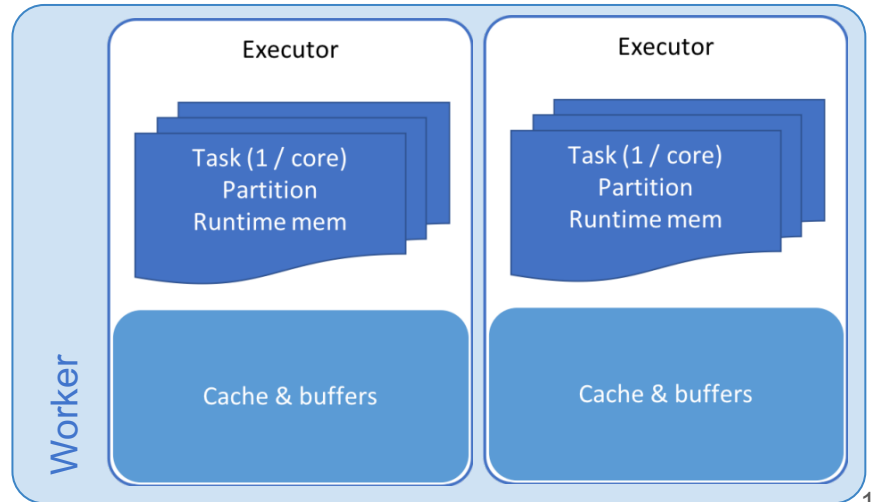 Executor
Task (1 / core)
Partition
Runtime mem
Cache & buffers
Executor
Task (1 / core)
Partition
Runtime mem
Cache & buffers
Worker
1